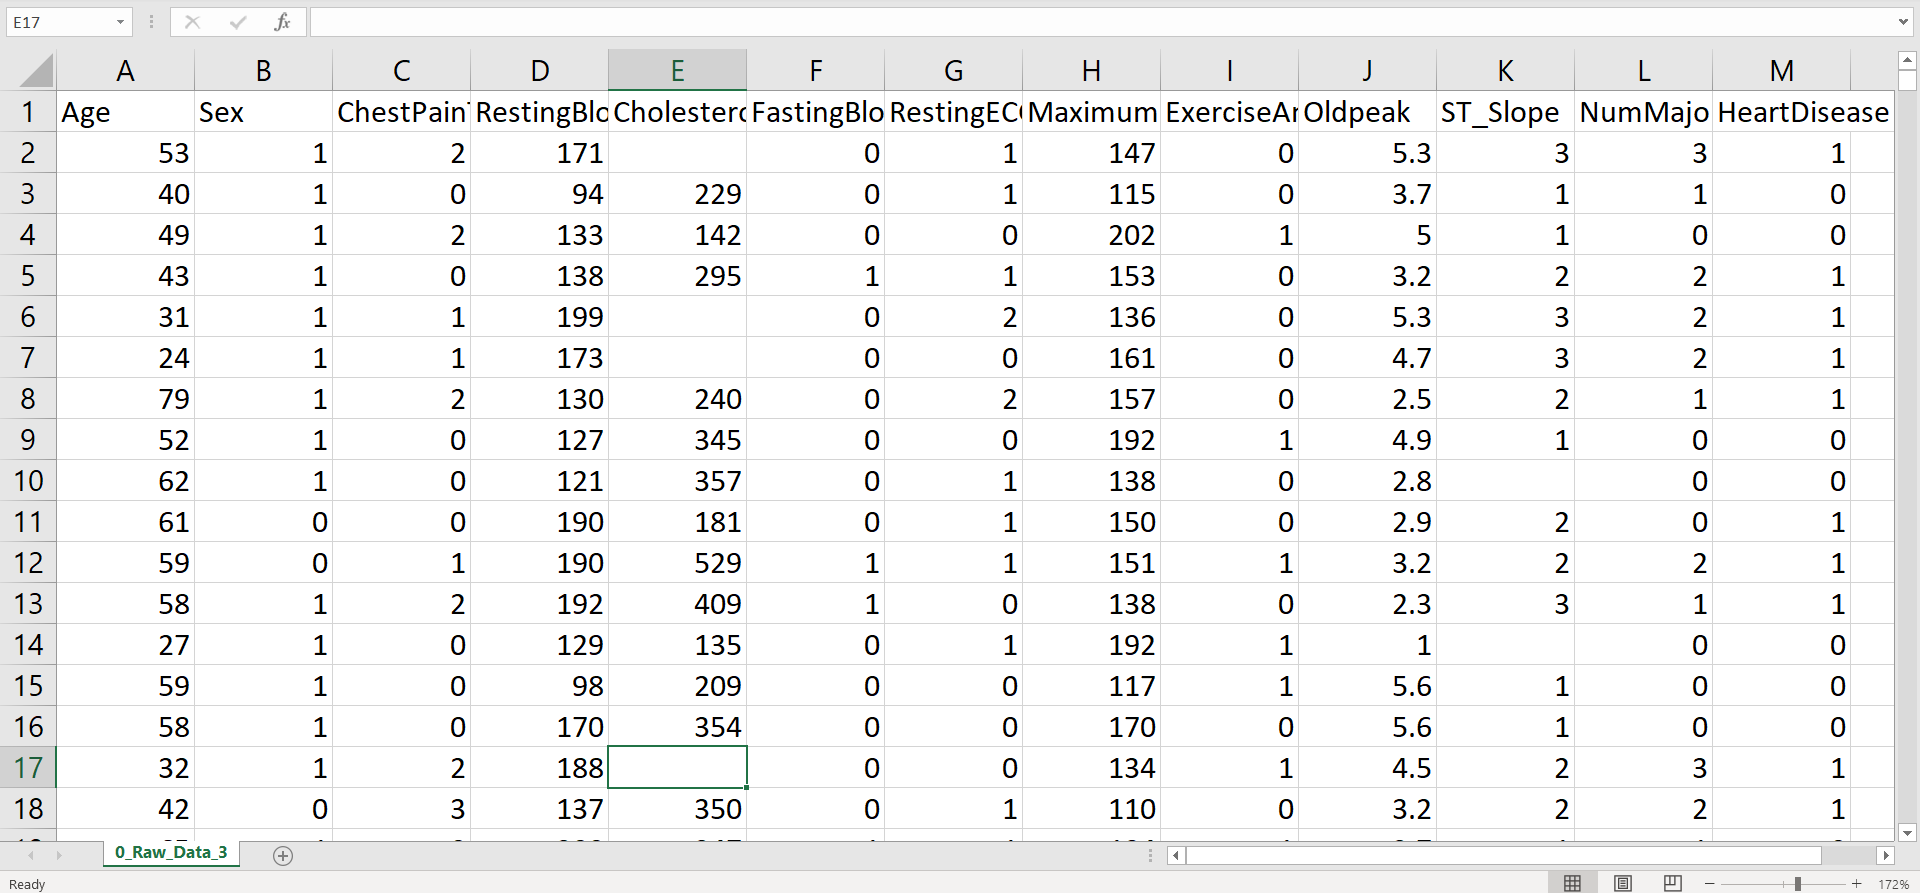 E17 fx
A B C D E F G H I J K L M
1 Age Sex ChestPain RestingBlo Cholestero FastingBlo RestingEC Maximum ExerciseAr Oldpeak ST_Slope NumMajo HeartDisease
2 53 1 2 171 0 1 147 0 5.3 3 3 1
3 40 1 0 94 229 0 1 115 0 3.7 1 1 0
4 49 1 2 133 142 0 0 202 1 5 1 0 0
5 43 1 0 138 295 1 1 153 0 3.2 2 2 1
6 31 1 1 199 0 2 136 0 5.3 3 2 1
7 24 1 1 173 0 0 161 0 4.7 3 2 1
8 79 1 2 130 240 0 2 157 0 2.5 2 1 1
9 52 1 0 127 345 0 0 192 1 4.9 1 0 0
10 62 1 0 121 357 0 1 138 0 2.8 0 0
11 61 0 0 190 181 0 1 150 0 2.9 2 0 1
12 59 0 1 190 529 1 1 151 1 3.2 2 2 1
13 58 1 2 192 409 1 0 138 0 2.3 3 1 1
14 27 1 0 129 135 0 1 192 1 1 0 0
15 59 1 0 98 209 0 0 117 1 5.6 1 0 0
16 58 1 0 170 354 0 0 170 0 5.6 1 0 0
17 32 1 2 188 0 0 134 1 4.5 2 3 1
18 42 0 3 137 350 0 1 110 0 3.2 2 2 1
0_Raw_Data_3
Ready 172%